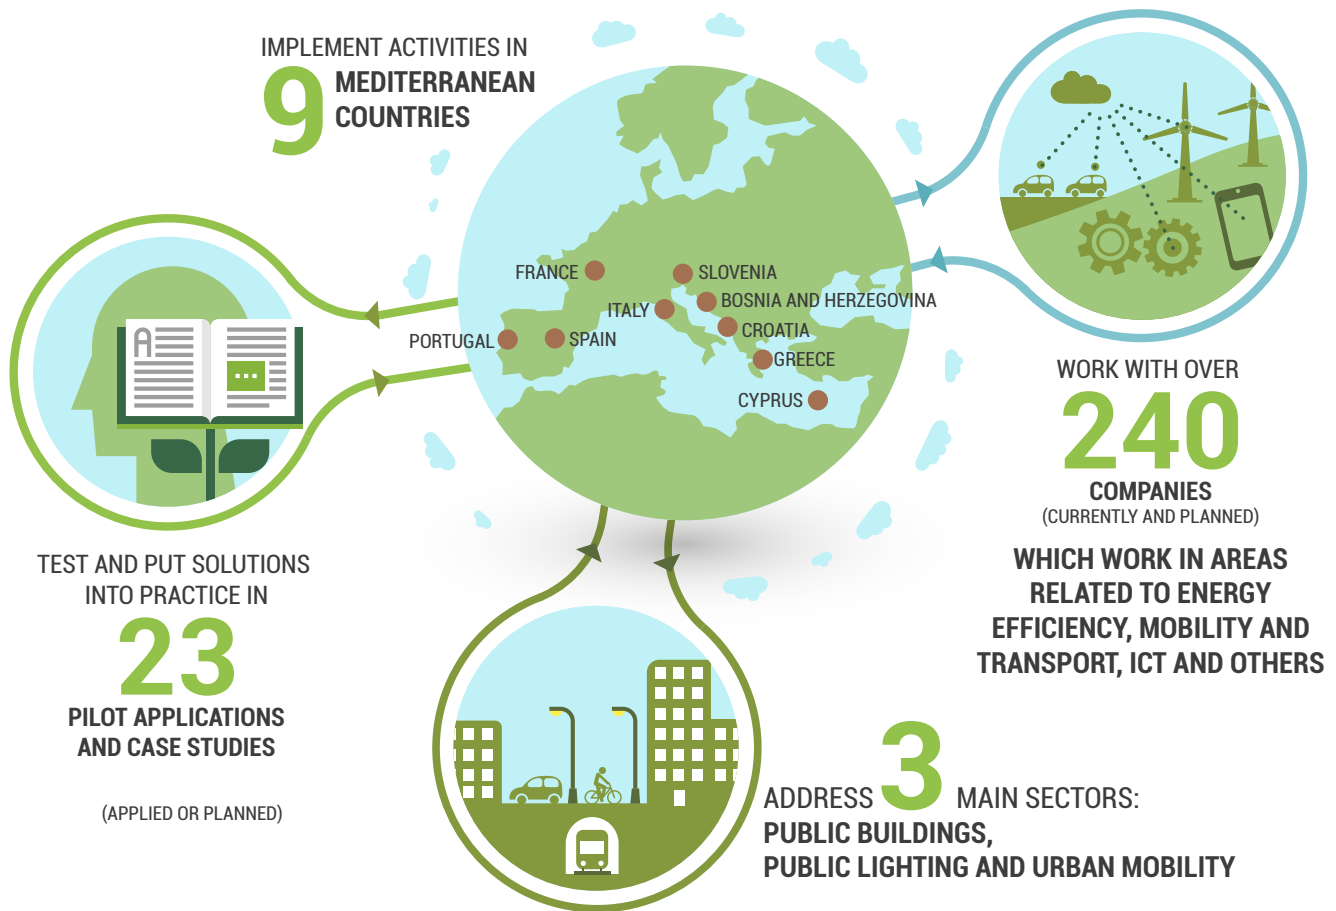 IMPLEMENT ACTIVITIES IN
9 MEDITERRANEAN
COUNTRIES
FRANCE
SLOVENIA
BOSNIA AND HERZEGOVINA
ITALY
CROATIA
PORTUGAL
SPAIN
GREECE
CYPRUS
A
WORK WITH OVER
240
COMPANIES
(CURRENTLY AND PLANNED)
WHICH WORK IN AREAS
RELATED TO ENERGY
EFFICIENCY, MOBILITY AND
TRANSPORT, ICT AND OTHERS
TEST AND PUT SOLUTIONS
INTO PRACTICE IN
23
PILOT APPLICATIONS
AND CASE STUDIES
(APPLIED OR PLANNED)
ADDRESS 3 MAIN SECTORS:
PUBLIC BUILDINGS,
PUBLIC LIGHTING AND URBAN MOBILITY